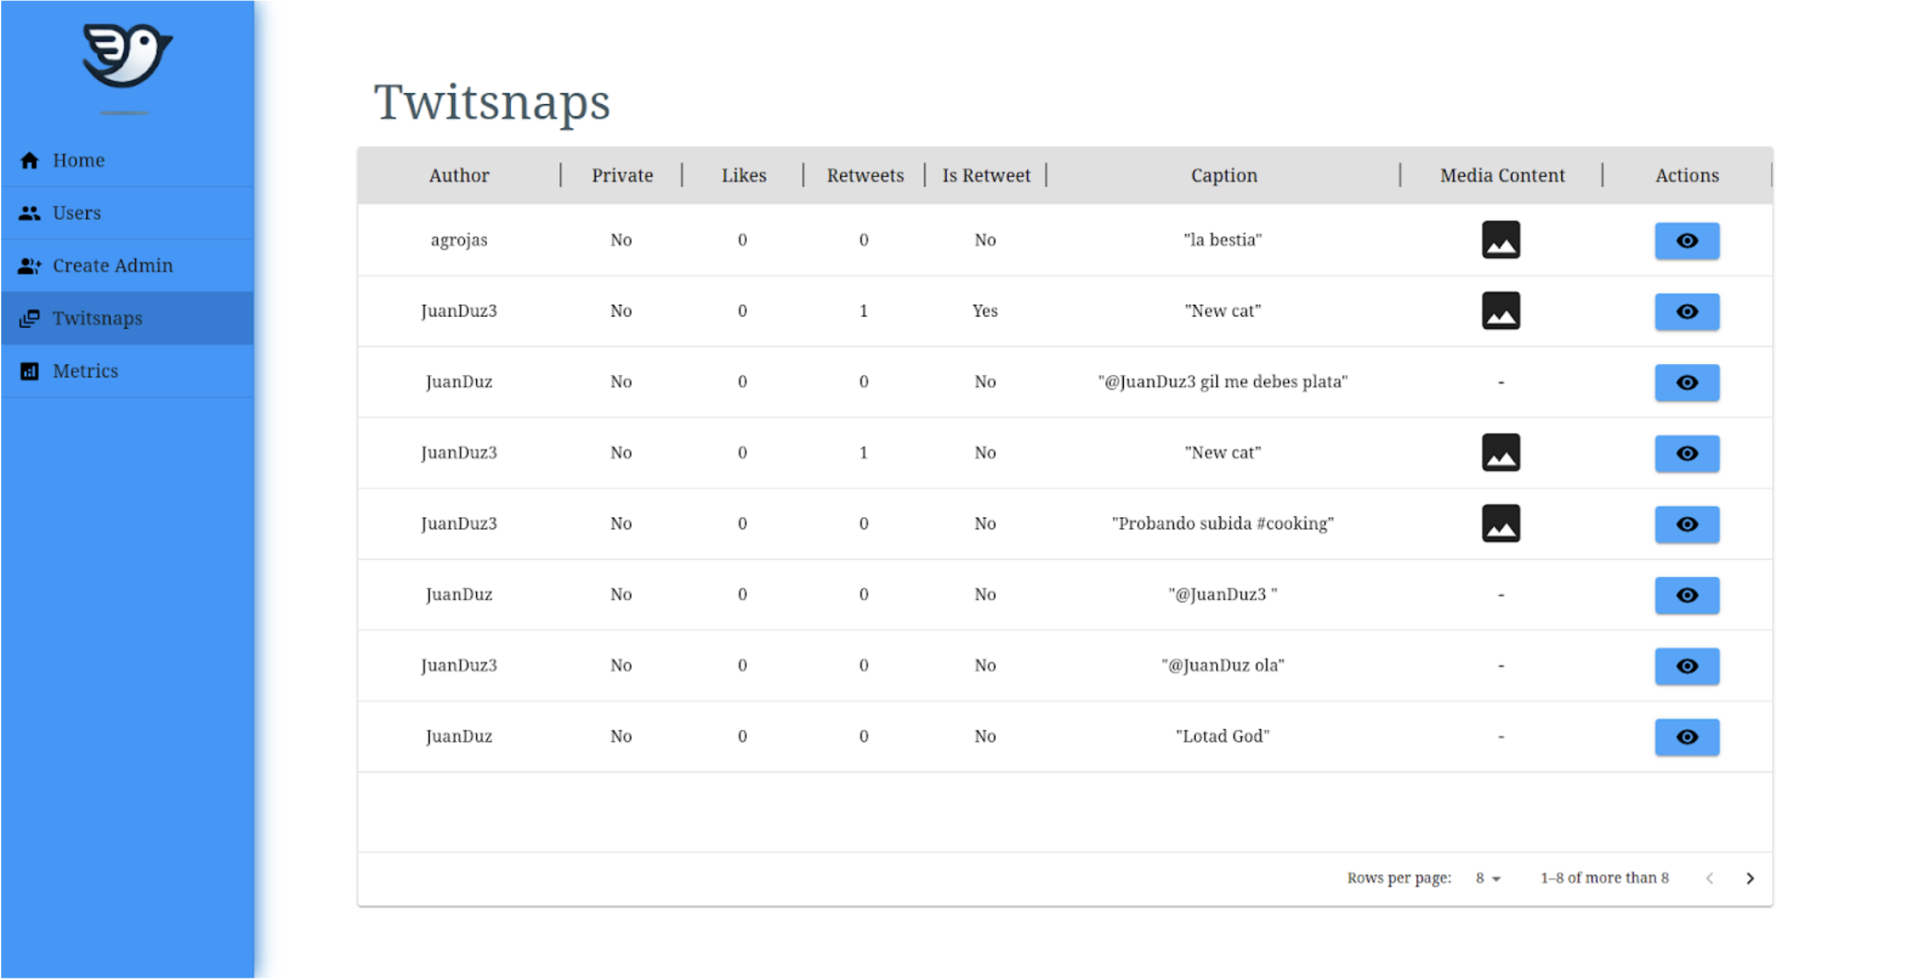 Twitsnaps
Home
Users
Create Admin
Twitsnaps
Metrics
Author Private Likes Retweets Is Retweet Caption Media Content Actions
agrojas No 0 0 No "la bestia"
JuanDuz3 No 0 1 Yes "New cat"
JuanDuz No 0 0 No "@JuanDuz3 gil me debes plata" -
JuanDuz3 No 0 1 No "New cat"
JuanDuz3 No 0 0 No "Probando subida #cooking"
JuanDuz No 0 0 No "@JuanDuz3 " -
JuanDuz3 No 0 0 No "@JuanDuz ola" -
JuanDuz No 0 0 No "Lotad God" -
Rows per page: 8 1–8 of more than 8